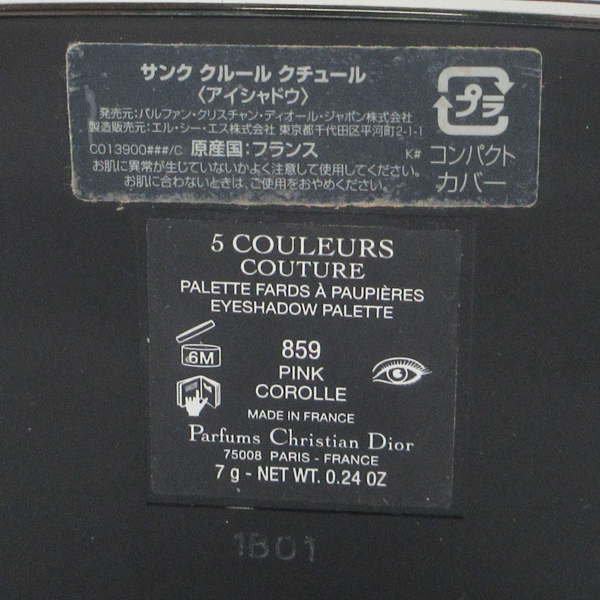 サンク クルール クチュール
〈アイシャドウ〉
発売元:パルファン・クリスチャン・ディオール・ジャポン株式会社
製造販売元:エル・シー・エス株式会社 東京都千代田区平河町2-1-1
C013900###/C 原産国:フランス K#
お肌に異常が生じていないかよく注意して使用してください。
お肌に合わないときは、ご使用をおやめください。
プラ
コンパクト
カバー
5 COULEURS
COUTURE
PALETTE FARDS À PAUPIÈRES
EYESHADOW PALETTE
6M
859
PINK
COROLLE
MADE IN FRANCE
Parfums Christian Dior
75008 PARIS - FRANCE
7 g - NET WT. 0.24 OZ
1B01